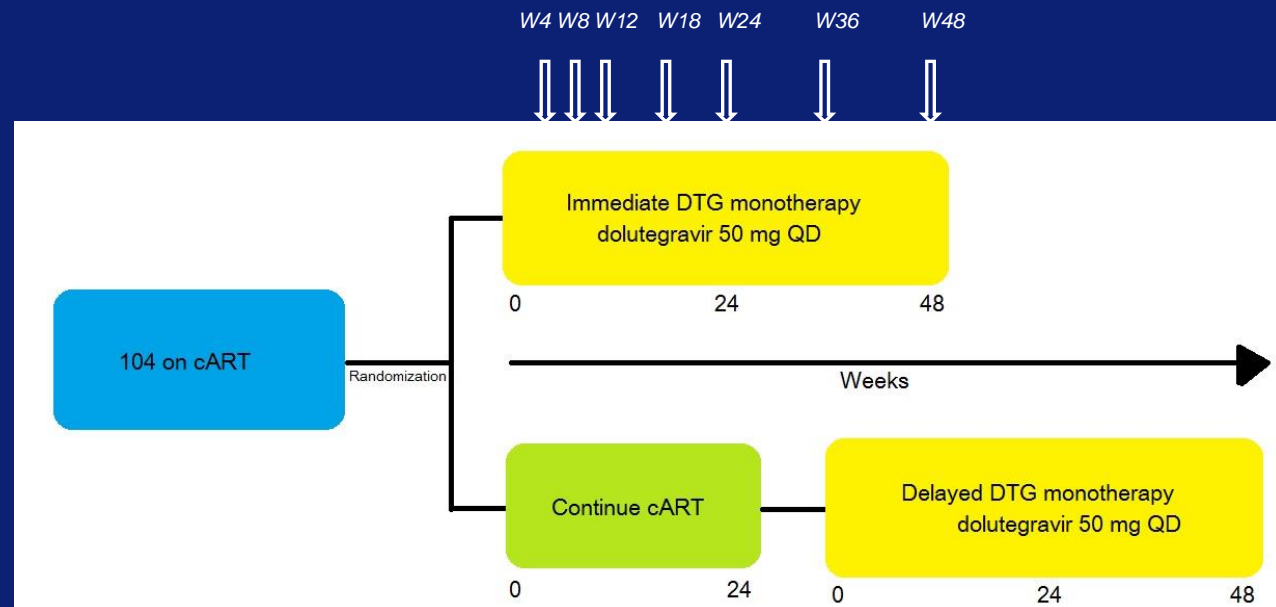 W4 W8 W12 W18 W24 W36 W48
Immediate DTG monotherapy
dolutegravir 50 mg QD
0 24 48
104 on cART
Randomization
Weeks
Continue cART
0 24
Delayed DTG monotherapy
dolutegravir 50 mg QD
0 24 48